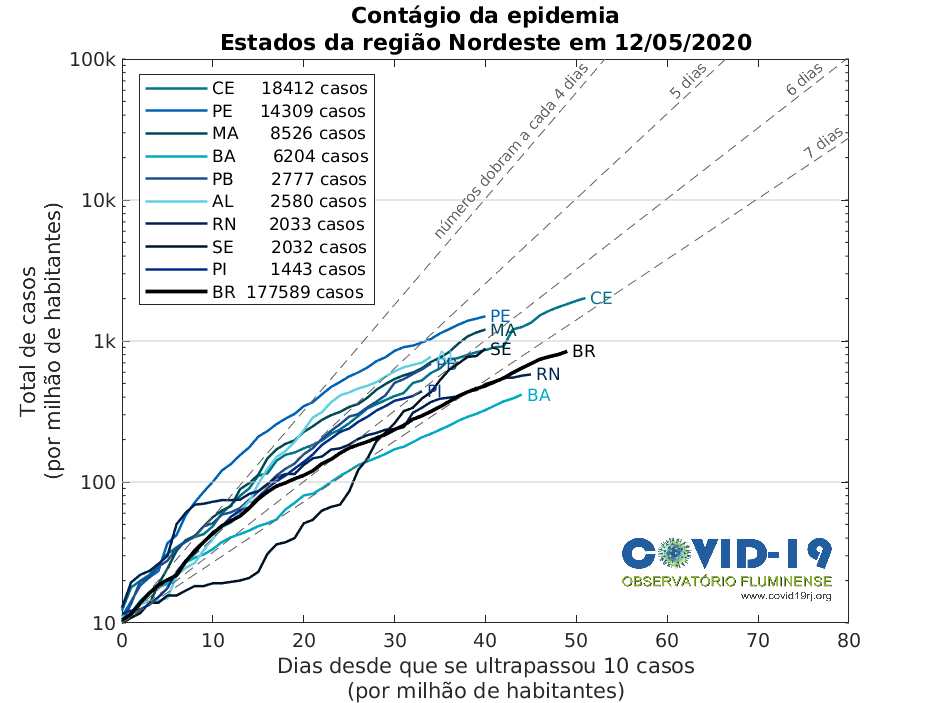 Contágio da epidemia
Estados da região Nordeste em 12/05/2020
100k
10k
1k
100
10
Total de casos
(por milhão de habitantes)
CE 18412 casos
PE 14309 casos
MA 8526 casos
BA 6204 casos
PB 2777 casos
AL 2580 casos
RN 2033 casos
SE 2032 casos
PI 1443 casos
BR 177589 casos
números dobram a cada 4 dias
5 dias
6 dias
7 dias
CE
PE
MA
SE
BR
AL
PB
RN
PI
BA
COVID-19
OBSERVATÓRIO FLUMINENSE
www.covid19rj.org
0 10 20 30 40 50 60 70 80
Dias desde que se ultrapassou 10 casos
(por milhão de habitantes)